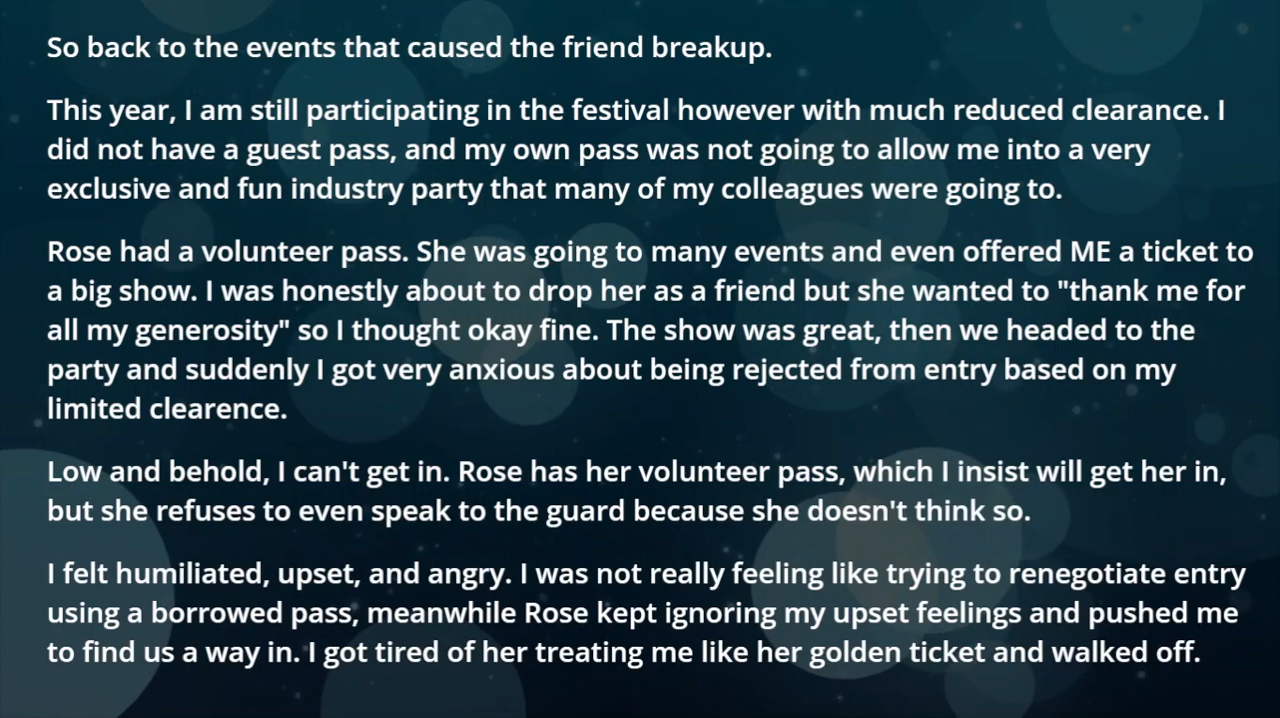 So back to the events that caused the friend breakup.
This year, I am still participating in the festival however with much reduced clearance. I
did not have a guest pass, and my own pass was not going to allow me into a very
exclusive and fun industry party that many of my colleagues were going to.
Rose had a volunteer pass. She was going to many events and even offered ME a ticket to
a big show. I was honestly about to drop her as a friend but she wanted to "thank me for
all my generosity" so I thought okay fine. The show was great, then we headed to the
party and suddenly I got very anxious about being rejected from entry based on my
limited clearence.
Low and behold, I can't get in. Rose has her volunteer pass, which I insist will get her in,
but she refuses to even speak to the guard because she doesn't think so.
I felt humiliated, upset, and angry. I was not really feeling like trying to renegotiate entry
using a borrowed pass, meanwhile Rose kept ignoring my upset feelings and pushed me
to find us a way in. I got tired of her treating me like her golden ticket and walked off.